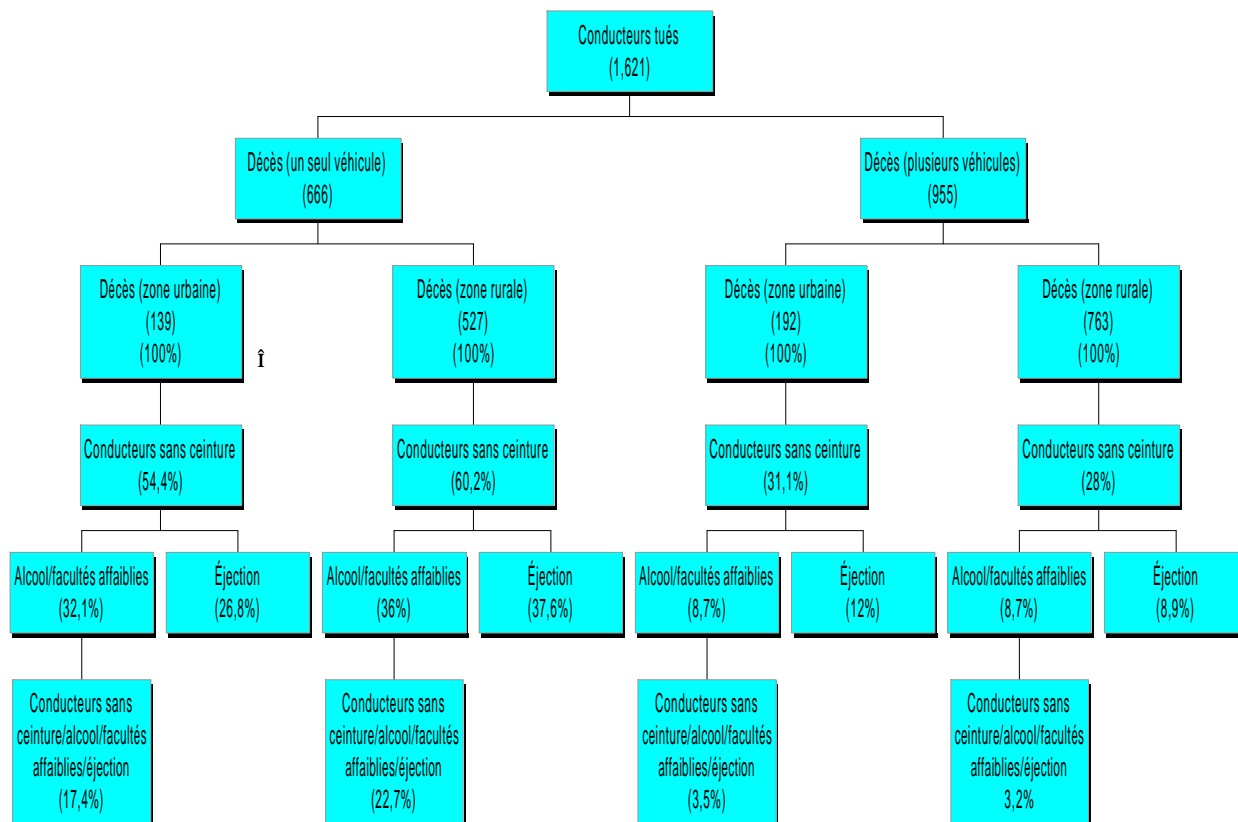 Conducteurs tués
(1,621)
Décès (un seul véhicule)
(666)
Décès (plusieurs véhicules)
(955)
Décès (zone urbaine)
(139)
(100%)
Î
Décès (zone rurale)
(527)
(100%)
Décès (zone urbaine)
(192)
(100%)
Décès (zone rurale)
(763)
(100%)
Conducteurs sans ceinture
(54,4%)
Conducteurs sans ceinture
(60,2%)
Conducteurs sans ceinture
(31,1%)
Conducteurs sans ceinture
(28%)
Alcool/facultés affaiblies
(32,1%)
Éjection
(26,8%)
Alcool/facultés affaiblies
(36%)
Éjection
(37,6%)
Alcool/facultés affaiblies
(8,7%)
Éjection
(12%)
Alcool/facultés affaiblies
(8,7%)
Éjection
(8,9%)
Conducteurs sans
ceinture/alcool/facultés
affaiblies/éjection
(17,4%)
Conducteurs sans
ceinture/alcool/facultés
affaiblies/éjection
(22,7%)
Conducteurs sans
ceinture/alcool/facultés
affaiblies/éjection
(3,5%)
Conducteurs sans
ceinture/alcool/facultés
affaiblies/éjection
3,2%